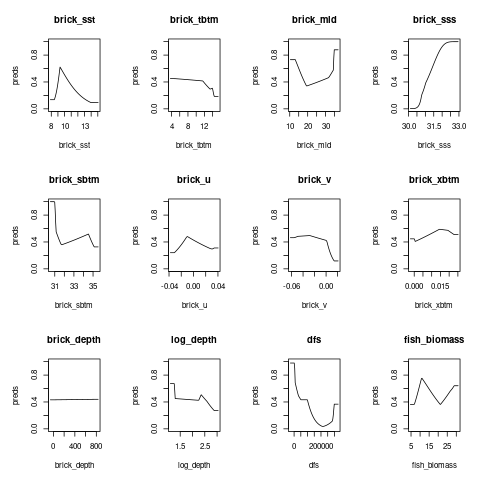 brick_sst brick_tbtm brick_mld brick_sss
preds 0.0 0.4 0.8 preds 0.0 0.4 0.8 preds 0.0 0.4 0.8 preds 0.0 0.4 0.8
8 10 13 4 6 8 12 10 20 30 30.0 31.5 33.0
brick_sst brick_tbtm brick_mld brick_sss
brick_sbtm brick_u brick_v brick_xbtm
preds 0.0 0.4 0.8 preds 0.0 0.4 0.8 preds 0.0 0.4 0.8 preds 0.0 0.4 0.8
31 33 35 -0.04 0.00 0.04 -0.06 0.00 0.000 0.015
brick_sbtm brick_u brick_v brick_xbtm
brick_depth log_depth dfs fish_biomass
preds 0.0 0.4 0.8 preds 0.0 0.4 0.8 preds 0.0 0.4 0.8 preds 0.0 0.4 0.8
0 400 800 1.5 2.5 0 200000 5 15 25
brick_depth log_depth dfs fish_biomass